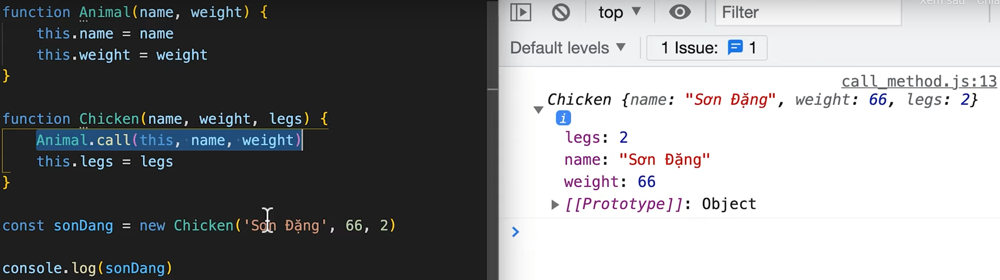 function Animal(name, weight) {
this.name = name
this.weight = weight
}
function Chicken(name, weight, legs) {
Animal.call(this, name, weight)
this.legs = legs
}
const sonDang = new Chicken('Sơn Đặng', 66, 2)
console.log(sonDang)
top
Filter
Default levels
1 Issue: 1
call_method.js:13
Chicken {name: "Sơn Đặng", weight: 66, legs: 2}
i
legs: 2
name: "Sơn Đặng"
weight: 66
[[Prototype]]: Object